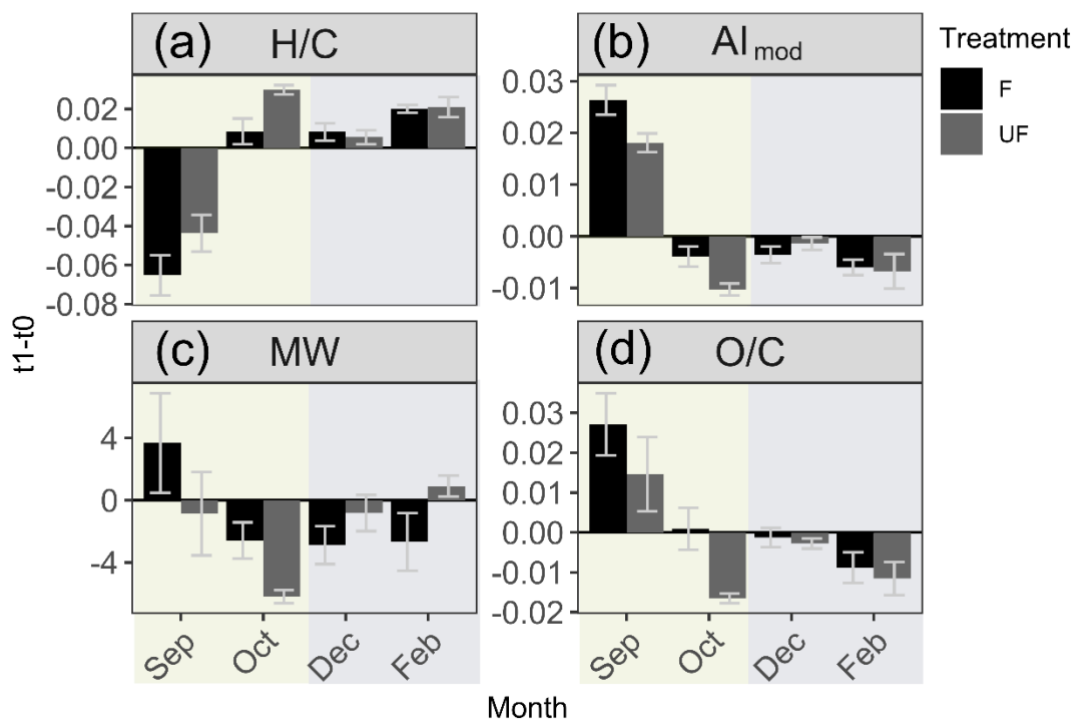 (a) H/C
0.02
0.00
-0.02
-0.04
-0.06
-0.08
(b) AI mod
0.03
0.02
0.01
0.00
-0.01
Treatment
F
UF
t1-t0
(c) MW
4
0
-4
Sep Oct Dec Feb
(d) O/C
0.03
0.02
0.01
0.00
-0.01
-0.02
Sep Oct Dec Feb
Month